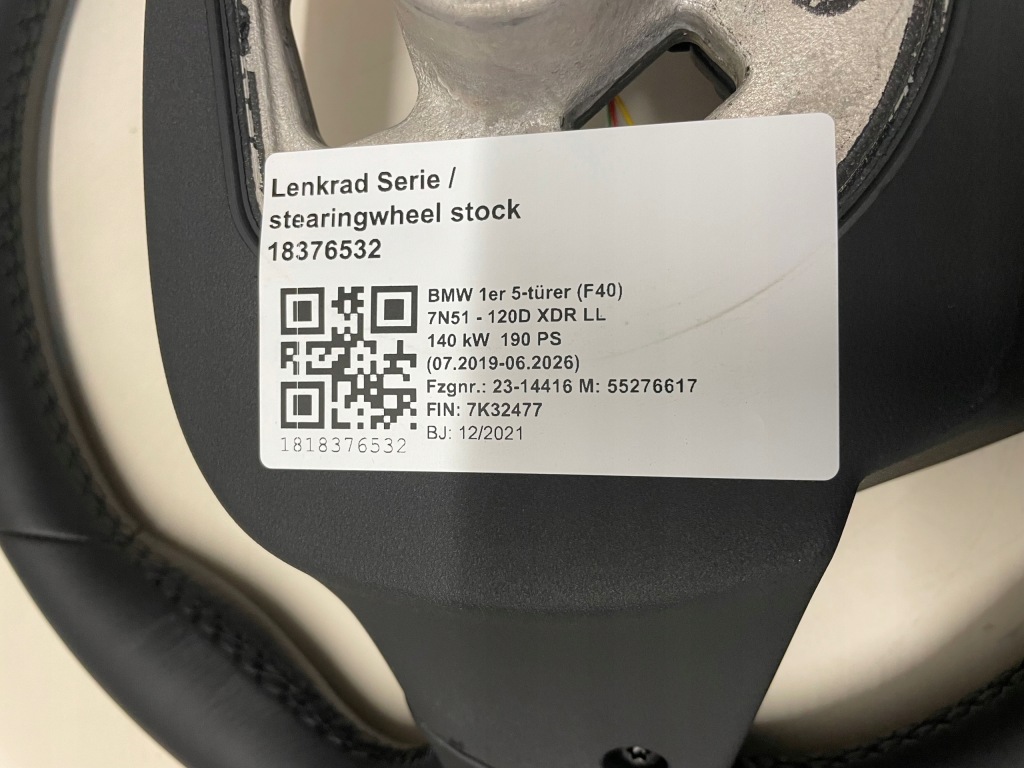 Lenkrad Serie /
stearingwheel stock
18376532
BMW 1er 5-türer (F40)
7N51 - 120D XDR LL
140 kW 190 PS
(07.2019-06.2026)
Fzgnr.: 23-14416 M: 55276617
FIN: 7K32477
BJ: 12/2021
1818376532